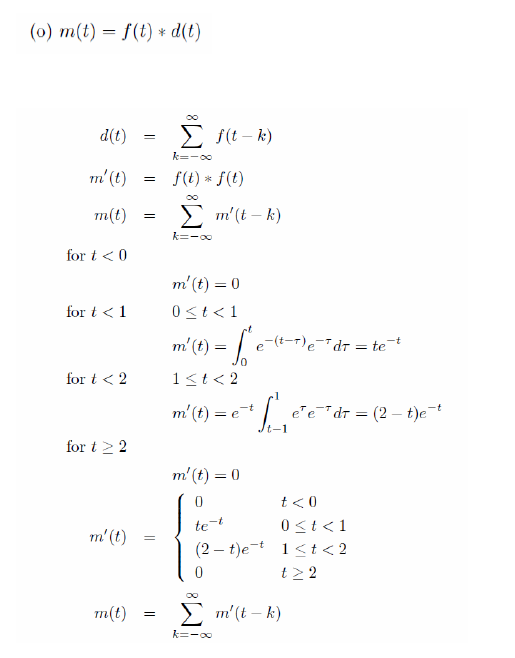 (o) m(t) = f(t) * d(t)
d(t) = ∑_{k=-∞}^{∞} f(t − k)
m′(t) = f(t) * f(t)
m(t) = ∑_{k=-∞}^{∞} m′(t − k)
for t < 0
m′(t) = 0
for t < 1 0 ≤ t < 1
m′(t) = ∫_0^t e^{-(t-τ)} e^{-τ} dτ = te^{-t}
for t < 2 1 ≤ t < 2
m′(t) = e^{-t} ∫_{t-1}^1 e^τ e^{-τ} dτ = (2 − t)e^{-t}
for t ≥ 2
m′(t) = 0
m′(t) = { 0 t < 0
te^{-t} 0 ≤ t < 1
(2 − t)e^{-t} 1 ≤ t < 2
0 t ≥ 2
m(t) = ∑_{k=-∞}^{∞} m′(t − k)